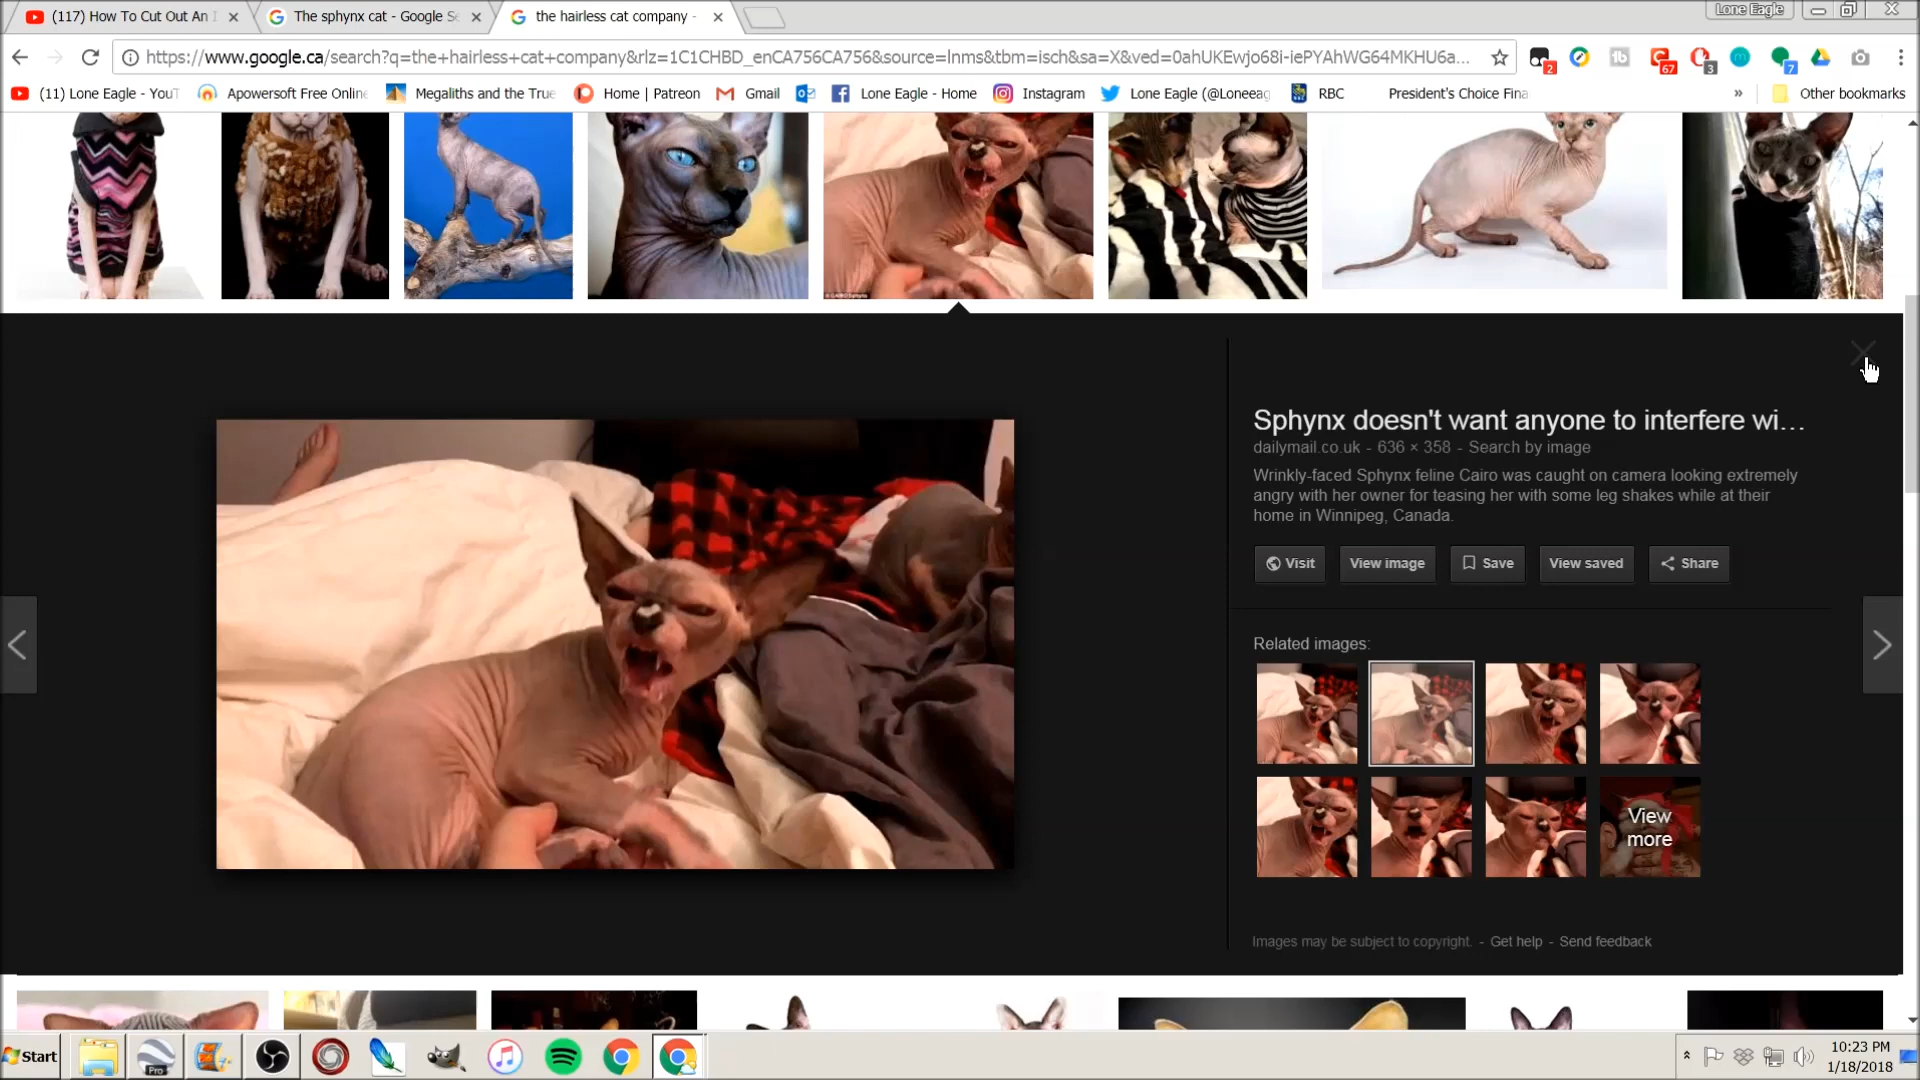 (117) How To Cut Out An I
The sphynx cat - Google Se
the hairless cat company -
Lone Eagle
https://www.google.ca/search?q=the+hairless+cat+company&rlz=1C1CHBD_enCA756CA756&source=lnms&tbm=isch&sa=X&ved=0ahUKEwjo68i-iePYAhWG64MKHU6a...
2
67
3
7
(11) Lone Eagle - YouT
Apowersoft Free Online
Megaliths and the True
Home | Patreon
Gmail
Lone Eagle - Home
Instagram
Lone Eagle (@Loneeag
RBC
President's Choice Fina
»
Other bookmarks
Sphynx doesn't want anyone to interfere wi...
dailymail.co.uk - 636 × 358 - Search by image
Wrinkly-faced Sphynx feline Cairo was caught on camera looking extremely
angry with her owner for teasing her with some leg shakes while at their
home in Winnipeg, Canada.
Visit
View image
Save
View saved
Share
Related images:
View
more
Images may be subject to copyright. - Get help - Send feedback
Start
Pro
10:23 PM
1/18/2018